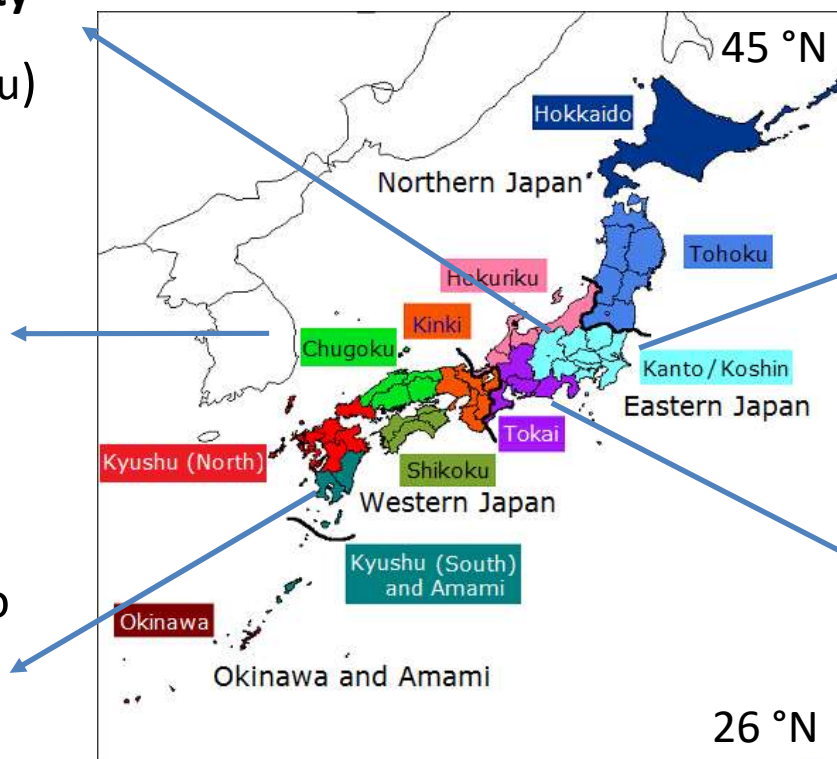 ty
u)
45 °N
Hokkaido
Northern Japan
Tohoku
Hokuriku
Kinki
Chugoku
Kanto / Koshin
Eastern Japan
Tokai
Kyushu (North)
Shikoku
Western Japan
Kyushu (South)
and Amami
o
Okinawa
Okinawa and Amami
26 °N